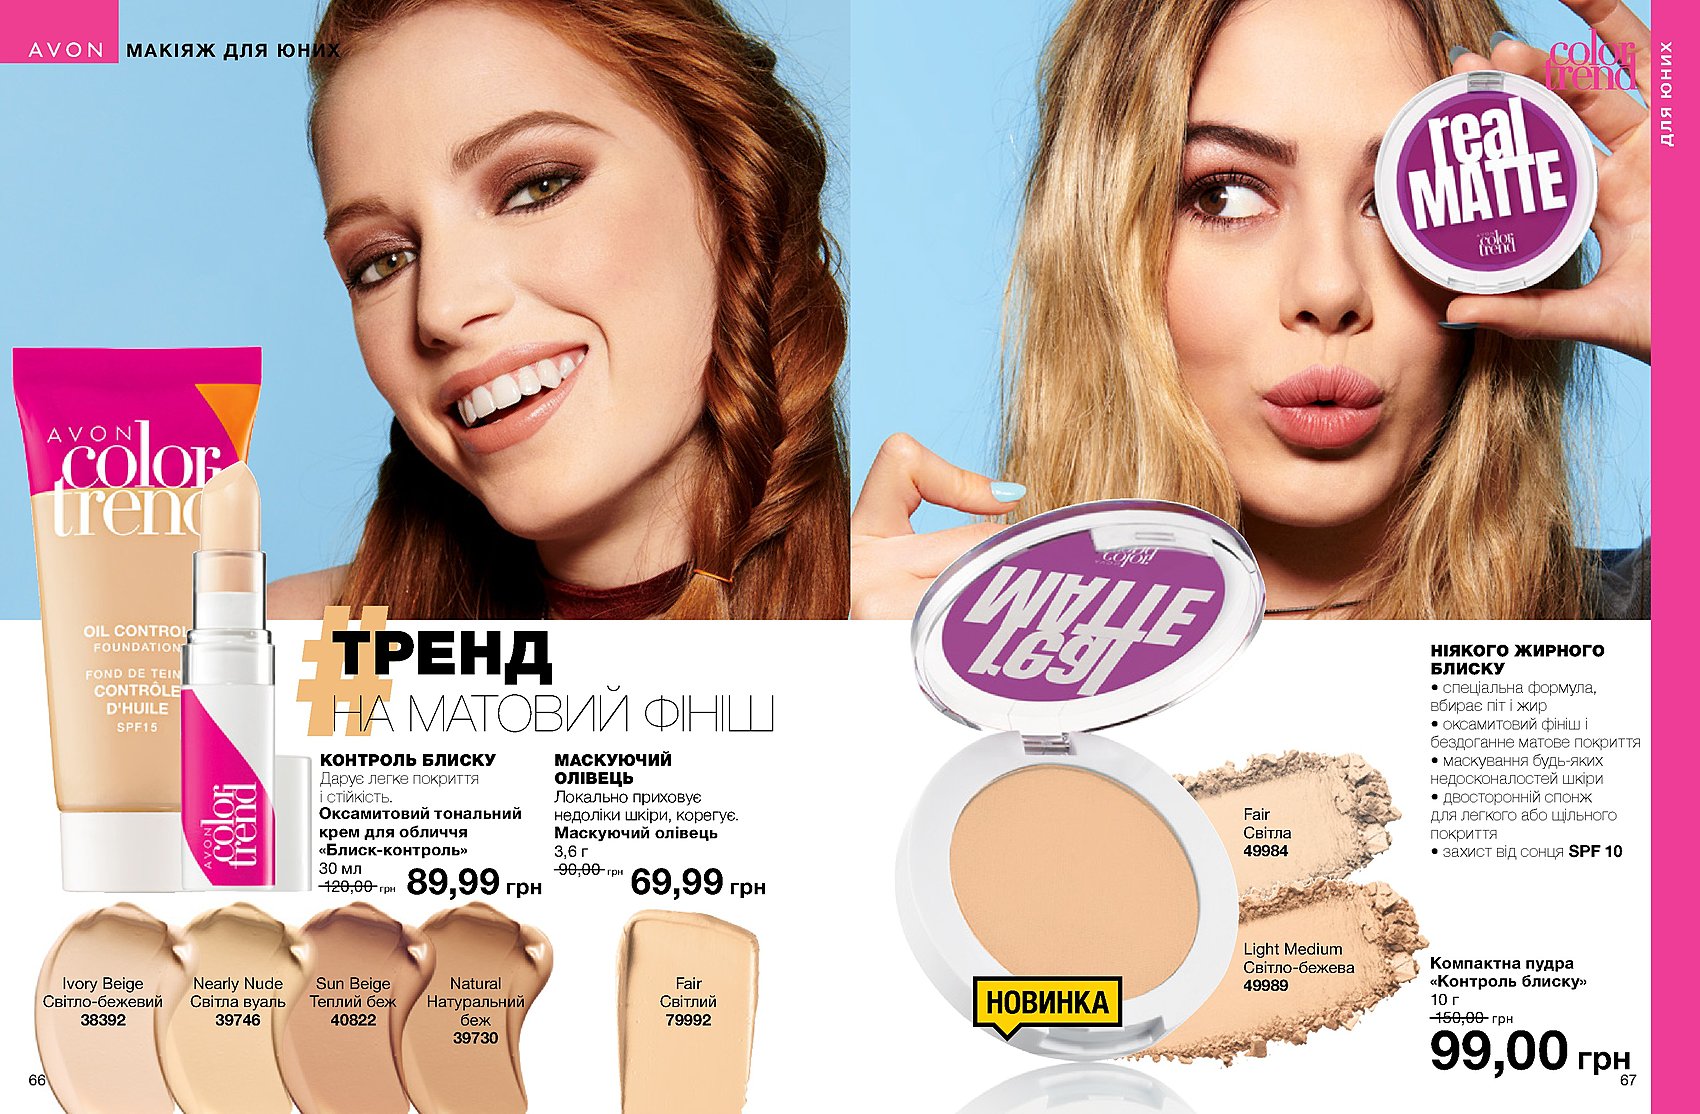 AVON
МАКІЯЖ ДЛЯ ЮНИХ
color
trend
ДЛЯ ЮНИХ
real
MATTE
AVON
color
trend
AVON
color
trend
OIL CONTROL
FOUNDATION
FOND DE TEIN
CONTRÔLE
D'HUILE
SPF15
AVON
color
trend
#ТРЕНД
НА МАТОВИЙ ФІНІШ
КОНТРОЛЬ БЛИСКУ
Дарує легке покриття
і стійкість.
Оксамитовий тональний
крем для обличчя
«Блиск-контроль»
30 мл
120,00 грн 89,99 грн
МАСКУЮЧИЙ
ОЛІВЕЦЬ
Локально приховує
недоліки шкіри, корегує.
Маскуючий олівець
3,6 г
90,00 грн 69,99 грн
Ivory Beige
Світло-бежевий
38392
Nearly Nude
Світла вуаль
39746
Sun Beige
Теплий беж
40822
Natural
Натуральний
беж
39730
Fair
Світлий
79992
66
real
MATTE
AVON
color
trend
Fair
Світла
49984
Light Medium
Світло-бежева
49989
НОВИНКА
НІЯКОГО ЖИРНОГО
БЛИСКУ
• спеціальна формула,
вбирає піт і жир
• оксамитовий фініш і
бездоганне матове покриття
• маскування будь-яких
недосконалостей шкіри
• двосторонній спонж
для легкого або щільного
покриття
• захист від сонця SPF 10
Компактна пудра
«Контроль блиску»
10 г
150,00 грн
99,00 грн
67